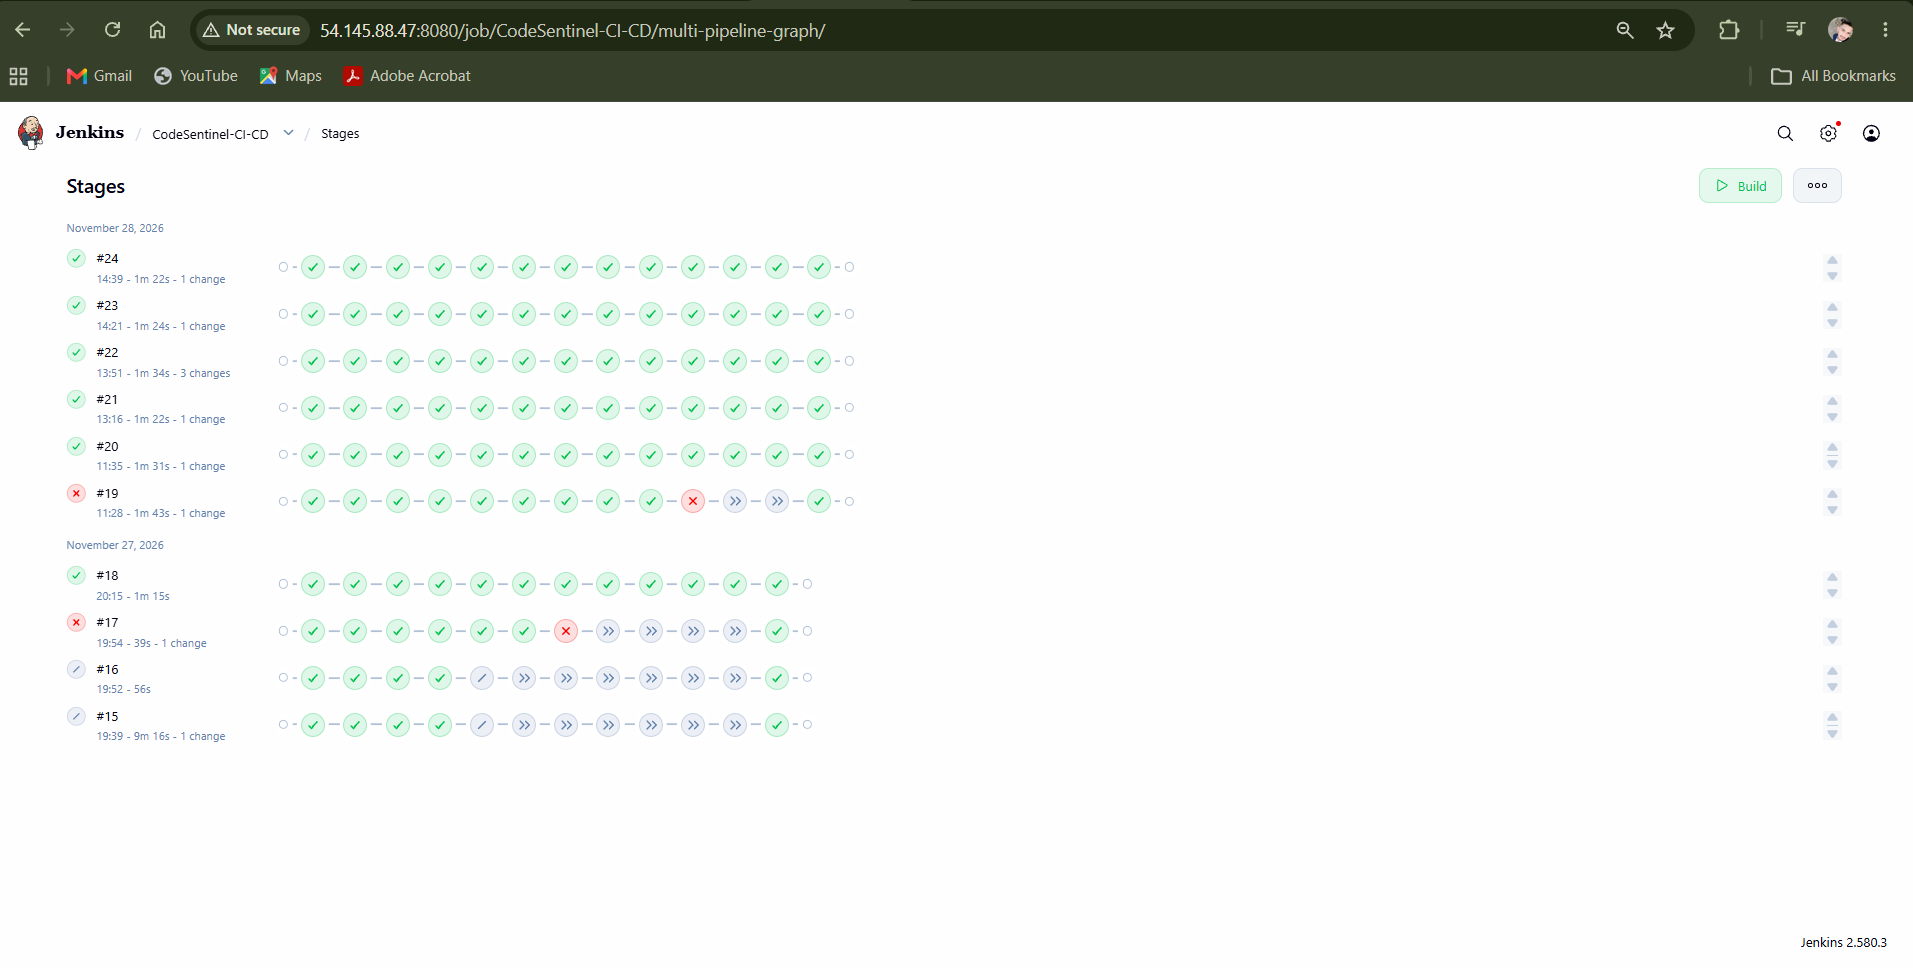 Not secure 54.145.88.47:8080/job/CodeSentinel-CI-CD/multi-pipeline-graph/
Gmail YouTube Maps Adobe Acrobat All Bookmarks
Jenkins / CodeSentinel-CI-CD / Stages
Stages
Build
November 28, 2026
#24
14:39 - 1m 22s - 1 change
#23
14:21 - 1m 24s - 1 change
#22
13:51 - 1m 34s - 3 changes
#21
13:16 - 1m 22s - 1 change
#20
11:35 - 1m 31s - 1 change
#19
11:28 - 1m 43s - 1 change
November 27, 2026
#18
20:15 - 1m 15s
#17
19:54 - 39s - 1 change
#16
19:52 - 56s
#15
19:39 - 9m 16s - 1 change
Jenkins 2.580.3